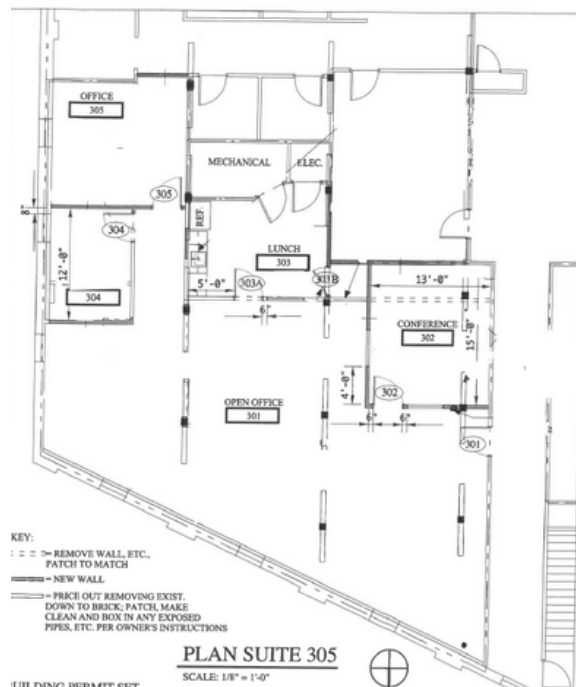 OFFICE
305
MECHANICAL
ELEC.
305
8"
304
12'-0"
REF.
LUNCH
303
304
5'-0"
303A
303B
6"
13'-0"
CONFERENCE
302
15'-0"
4'-0"
302
OPEN OFFICE
301
6"
6"
301
KEY:
= REMOVE WALL, ETC.,
PATCH TO MATCH
= NEW WALL
= PRICE OUT REMOVING EXIST.
DOWN TO BRICK; PATCH, MAKE
CLEAN AND BOX IN ANY EXPOSED
PIPES, ETC. PER OWNER'S INSTRUCTIONS
PLAN SUITE 305
SCALE: 1/8" = 1'-0"
BUILDING PERMIT SET